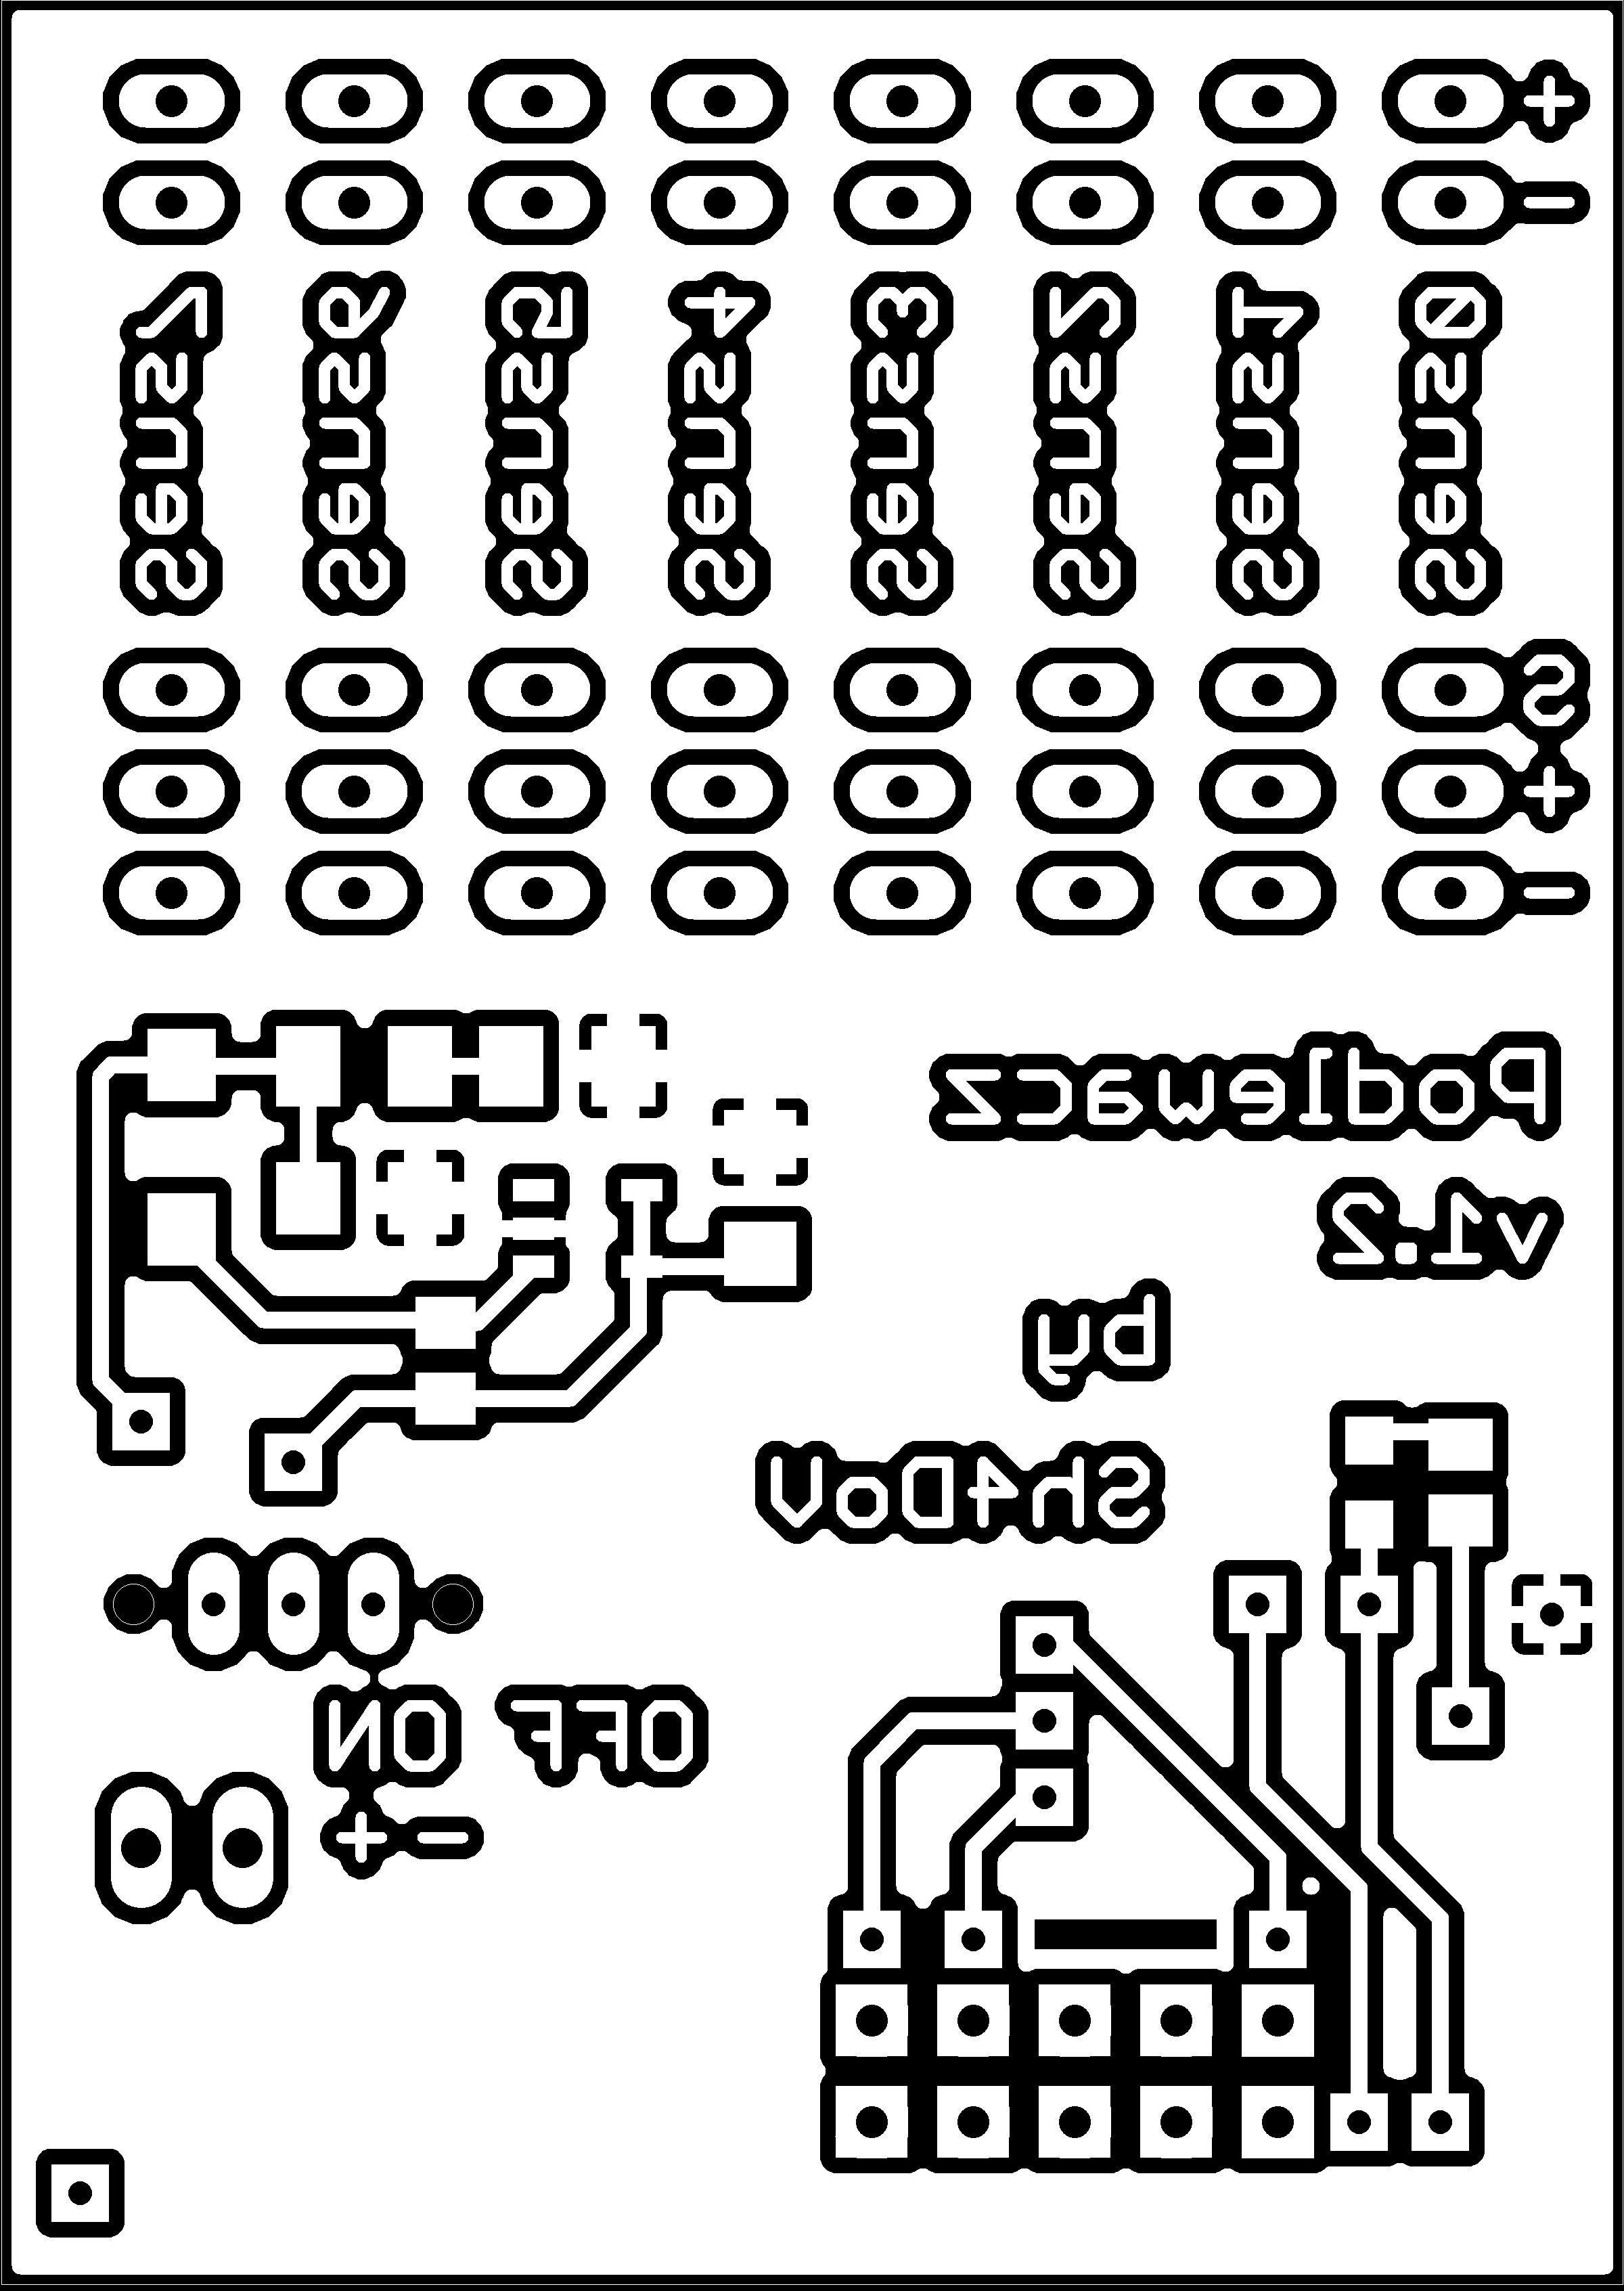 +
-
Sens0
Sens1
Sens2
Sens3
Sens4
Sens5
Sens6
Sens7
S
+
-
Podlewacz
v1.2
by
Sh4DoV
OFF ON
- +